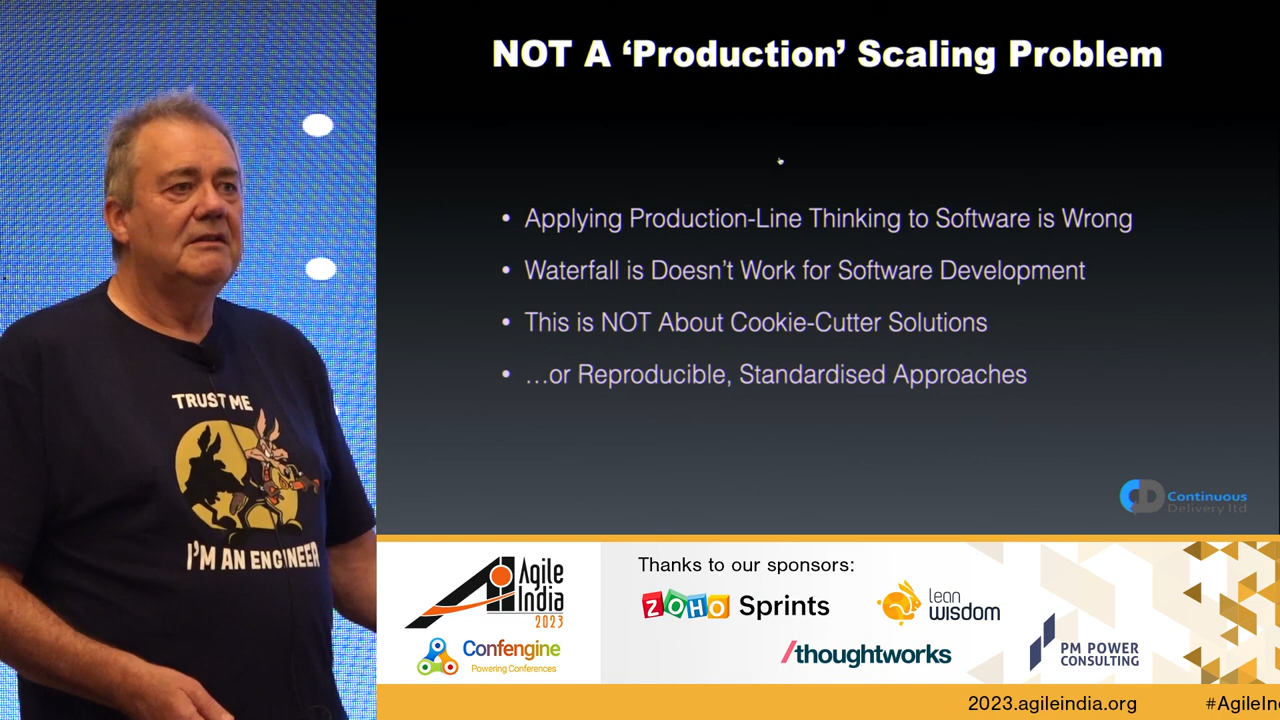 NOT A ‘Production’ Scaling Problem
• Applying Production-Line Thinking to Software is Wrong
• Waterfall is Doesn’t Work for Software Development
• This is NOT About Cookie-Cutter Solutions
• …or Reproducible, Standardised Approaches
Continuous
Delivery ltd
TRUST ME
I'M AN ENGINEER
Agile
India
2023
Confengine
Powering Conferences
Thanks to our sponsors:
ZOHO Sprints
lean
wisdom
/thoughtworks
PM POWER
CONSULTING
2023.agileindia.org
#AgileIn